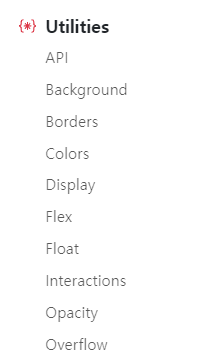 Utilities
API
Background
Borders
Colors
Display
Flex
Float
Interactions
Opacity
Overflow